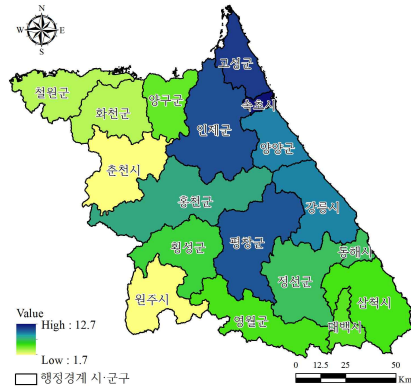 N
W E
S
고성군
철원군
화천군
양구군
속초시
인제군
양양군
춘천시
홍천군
강릉시
횡성군
평창군
동해시
정선군
원주시
삼척시
영월군
태백시
Value
High : 12.7
Low : 1.7
행정경계 시·군구
0 12.5 25 50
Km